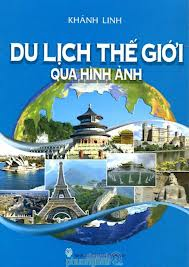 KHÁNH LINH
DU LỊCH THẾ GIỚI
QUA HÌNH ẢNH